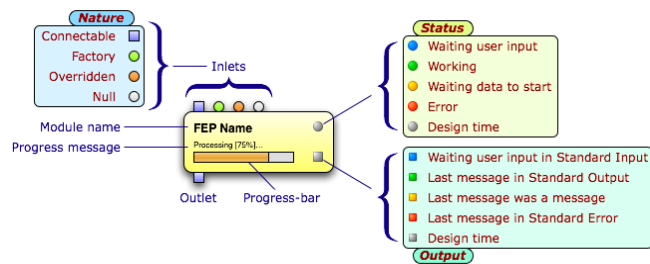 Nature
Connectable
Factory
Overridden
Null
Inlets
Module name
Progress message
FEP Name
Processing [75%]...
Outlet
Progress-bar
Status
Waiting user input
Working
Waiting data to start
Error
Design time
Waiting user input in Standard Input
Last message in Standard Output
Last message was a message
Last message in Standard Error
Design time
Output